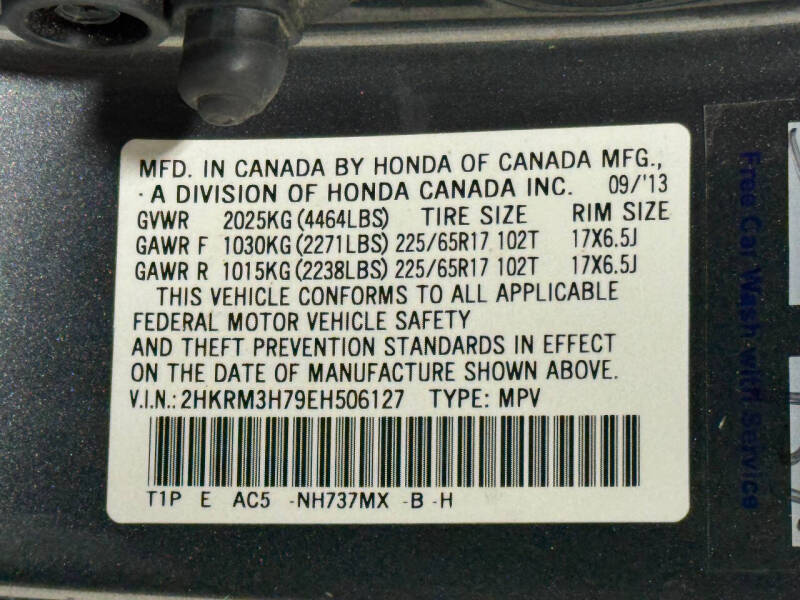 MFD. IN CANADA BY HONDA OF CANADA MFG.,
· A DIVISION OF HONDA CANADA INC. 09/'13
GVWR 2025KG (4464LBS) TIRE SIZE RIM SIZE
GAWR F 1030KG (2271LBS) 225/65R17 102T 17X6.5J
GAWR R 1015KG (2238LBS) 225/65R17 102T 17X6.5J
THIS VEHICLE CONFORMS TO ALL APPLICABLE
FEDERAL MOTOR VEHICLE SAFETY
AND THEFT PREVENTION STANDARDS IN EFFECT
ON THE DATE OF MANUFACTURE SHOWN ABOVE.
V.I.N.: 2HKRM3H79EH506127 TYPE: MPV
T1P E AC5 -NH737MX -B -H
Free Car Wash with Service